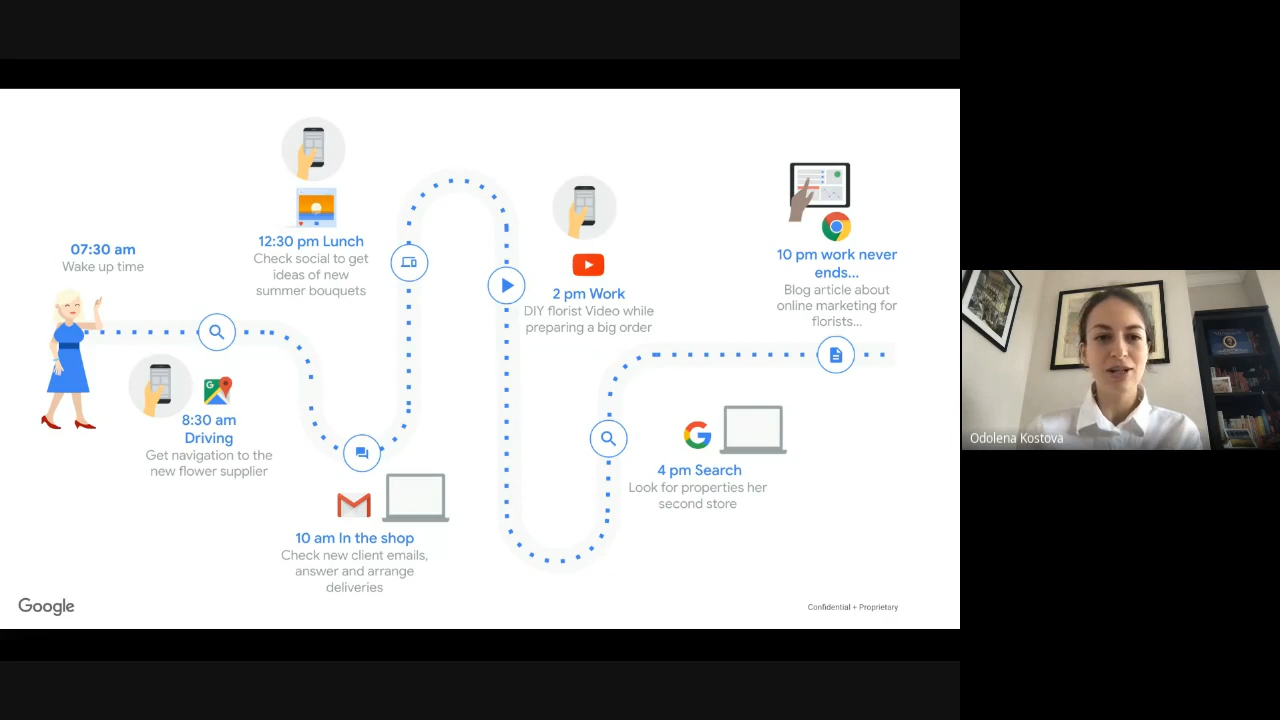 07:30 am
Wake up time
8:30 am
Driving
Get navigation to the
new flower supplier
10 am In the shop
Check new client emails,
answer and arrange
deliveries
12:30 pm Lunch
Check social to get
ideas of new
summer bouquets
2 pm Work
DIY florist Video while
preparing a big order
4 pm Search
Look for properties her
second store
10 pm work never
ends...
Blog article about
online marketing for
florists...
Google
Confidential + Proprietary
Odolena Kostova